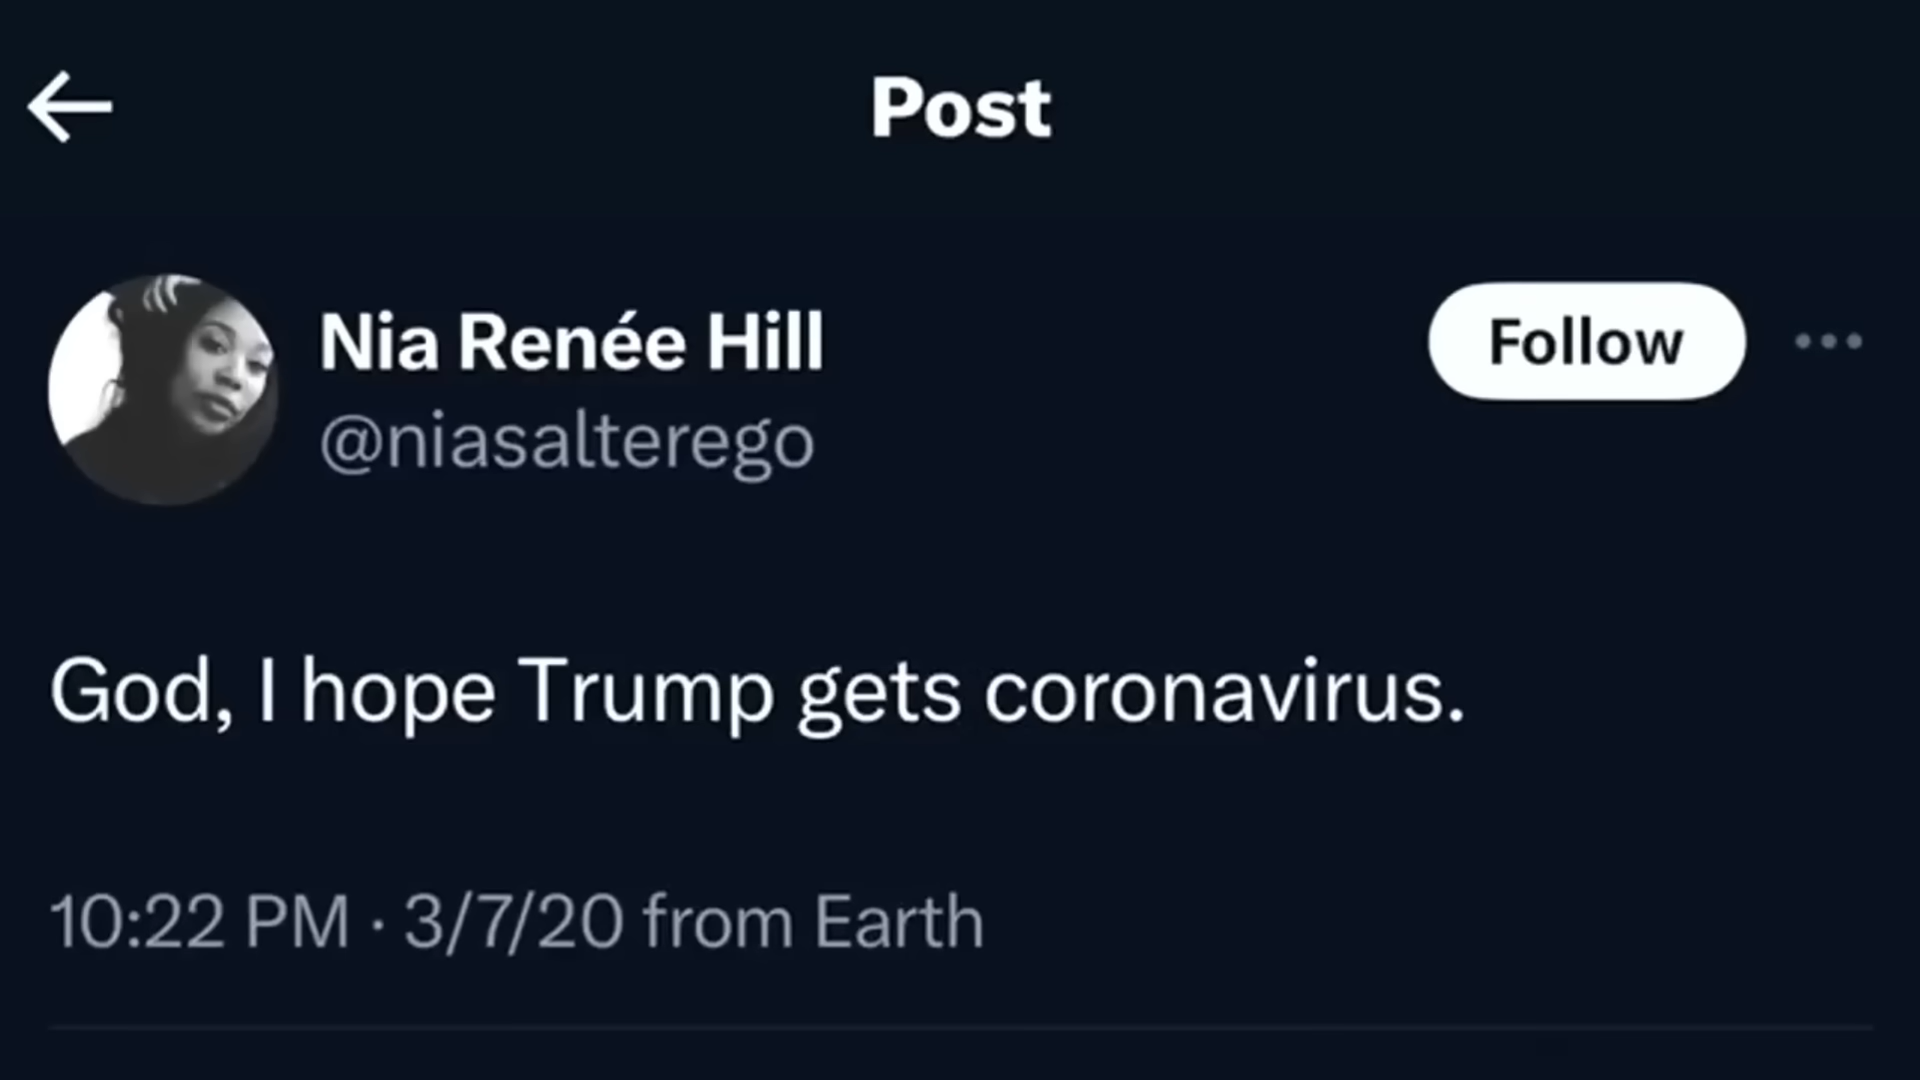 Post
Nia Renée Hill
Follow
@niasalterego
God, I hope Trump gets coronavirus.
10:22 PM · 3/7/20 from Earth